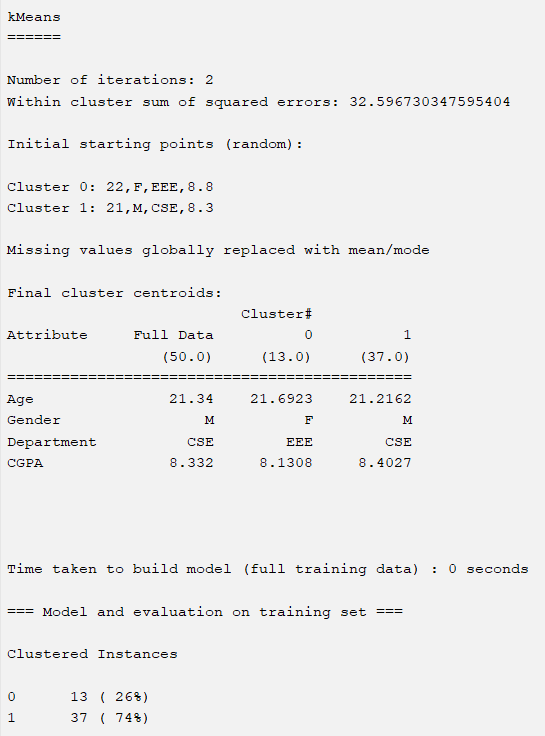 kMeans
======
Number of iterations: 2
Within cluster sum of squared errors: 32.596730347595404
Initial starting points (random):
Cluster 0: 22,F,EEE,8.8
Cluster 1: 21,M,CSE,8.3
Missing values globally replaced with mean/mode
Final cluster centroids:
Cluster#
Attribute Full Data 0 1
(50.0) (13.0) (37.0)
=============================================
Age 21.34 21.6923 21.2162
Gender M F M
Department CSE EEE CSE
CGPA 8.332 8.1308 8.4027
Time taken to build model (full training data) : 0 seconds
=== Model and evaluation on training set ===
Clustered Instances
0 13 ( 26%)
1 37 ( 74%)